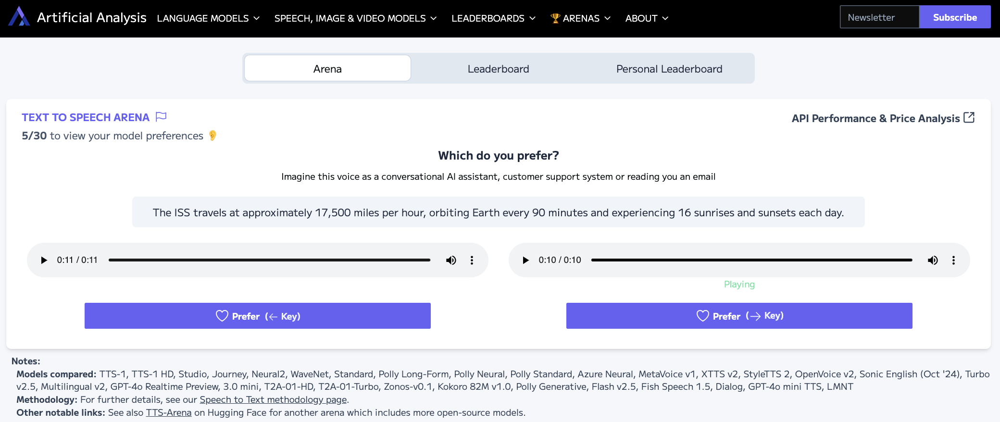 Artificial Analysis LANGUAGE MODELS SPEECH, IMAGE & VIDEO MODELS LEADERBOARDS 🏆 ARENAS ABOUT Newsletter Subscribe
Arena Leaderboard Personal Leaderboard
TEXT TO SPEECH ARENA API Performance & Price Analysis
5/30 to view your model preferences 👂
Which do you prefer?
Imagine this voice as a conversational AI assistant, customer support system or reading you an email
The ISS travels at approximately 17,500 miles per hour, orbiting Earth every 90 minutes and experiencing 16 sunrises and sunsets each day.
0:11 / 0:11 0:10 / 0:10
Playing
Prefer (← Key) Prefer (→ Key)
Notes:
Models compared: TTS-1, TTS-1 HD, Studio, Journey, Neural2, WaveNet, Standard, Polly Long-Form, Polly Neural, Polly Standard, Azure Neural, MetaVoice v1, XTTS v2, StyleTTS 2, OpenVoice v2, Sonic English (Oct '24), Turbo
v2.5, Multilingual v2, GPT-4o Realtime Preview, 3.0 mini, T2A-01-HD, T2A-01-Turbo, Zonos-v0.1, Kokoro 82M v1.0, Polly Generative, Flash v2.5, Fish Speech 1.5, Dialog, GPT-4o mini TTS, LMNT
Methodology: For further details, see our Speech to Text methodology page.
Other notable links: See also TTS-Arena on Hugging Face for another arena which includes more open-source models.